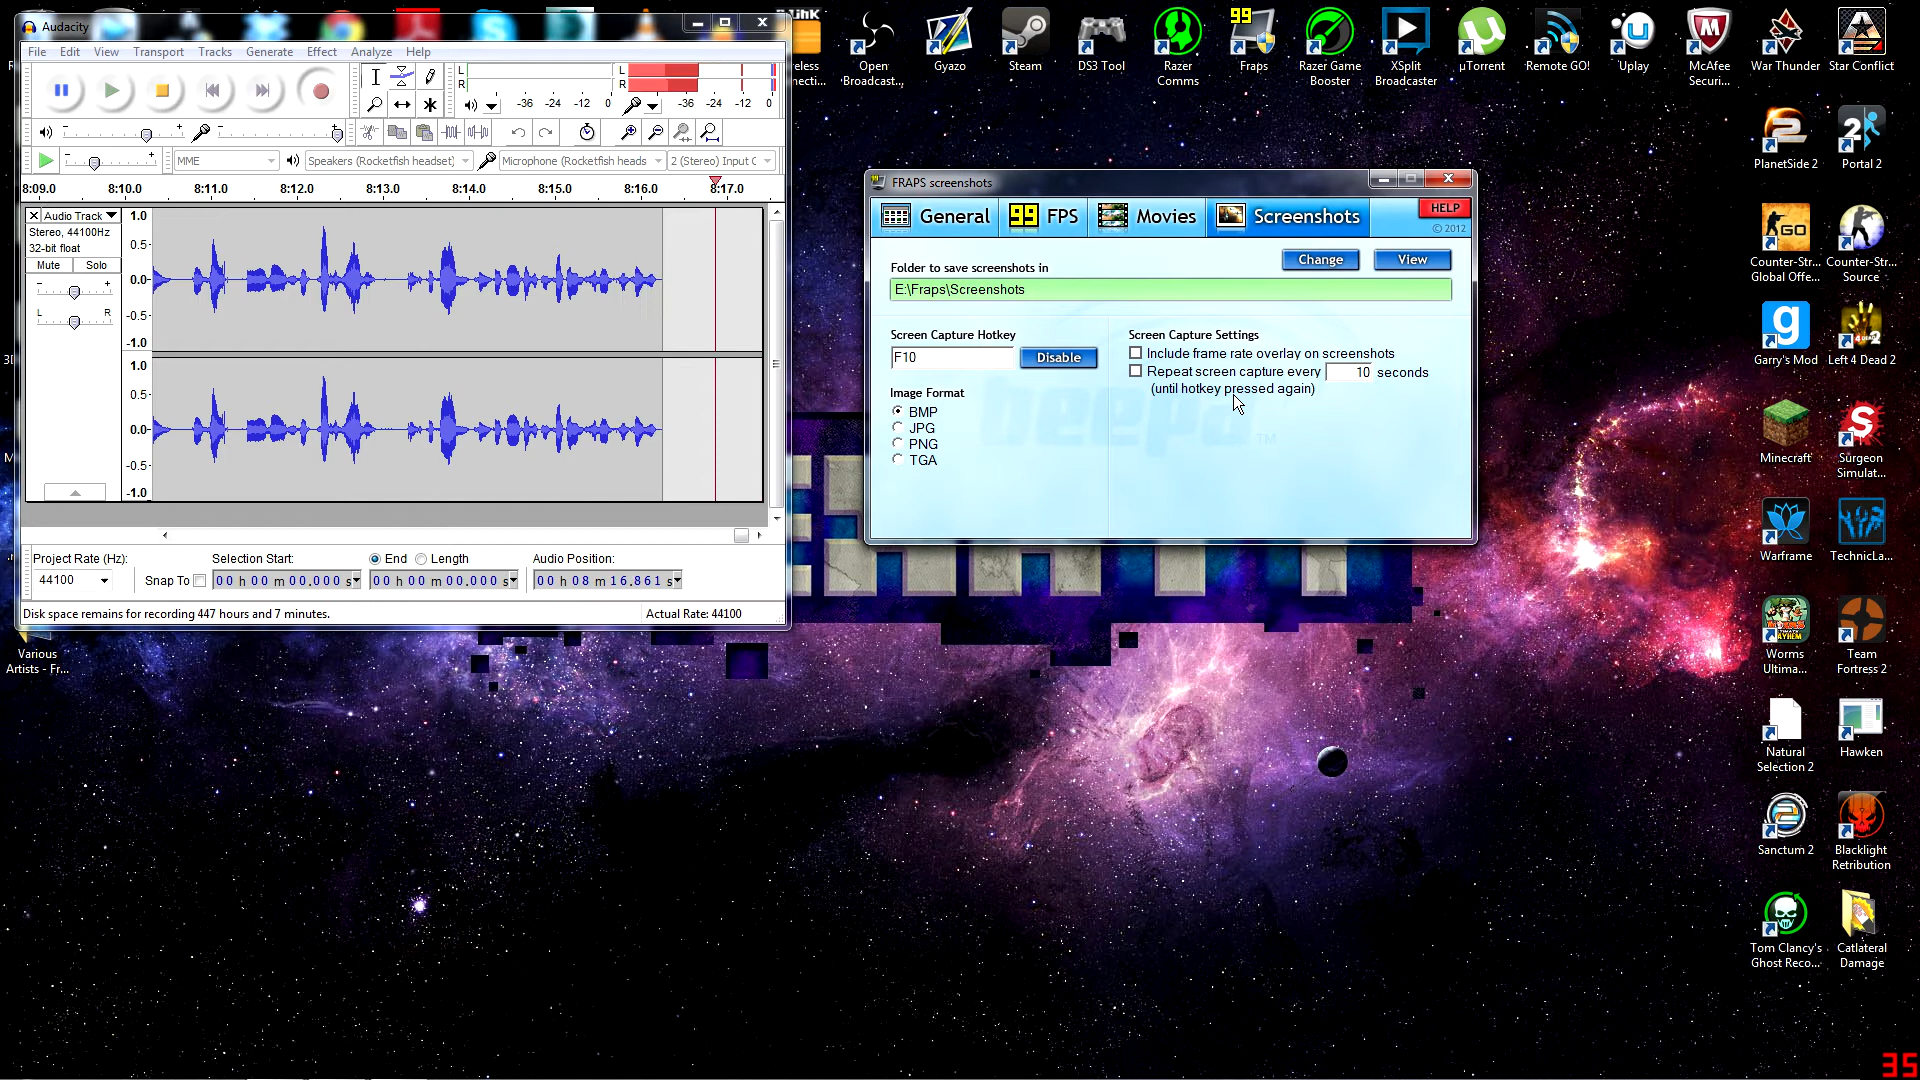 Audacity
File Edit View Transport Tracks Generate Effect Analyze Help
L
R
-36 -24 -12 0
L
R
-36 -24 -12 0
MME
Speakers (Rocketfish headset)
Microphone (Rocketfish heads
2 (Stereo) Input C
8:09.0 8:10.0 8:11.0 8:12.0 8:13.0 8:14.0 8:15.0 8:16.0 8:17.0
Audio Track
Stereo, 44100Hz
32-bit float
Mute Solo
- +
L R
1.0
0.5-
0.0-
-0.5-
-1.0
1.0
0.5-
0.0-
-0.5-
-1.0
Project Rate (Hz):
44100
Snap To
Selection Start:
00 h 00 m 00.000 s
End Length
00 h 00 m 00.000 s
Audio Position:
00 h 08 m 16.861 s
Disk space remains for recording 447 hours and 7 minutes.
Actual Rate: 44100
FRAPS screenshots
General
99 FPS
Movies
Screenshots
HELP
© 2012
Folder to save screenshots in
Change
View
E:\Fraps\Screenshots
Screen Capture Hotkey
F10
Disable
Image Format
BMP
JPG
PNG
TGA
Screen Capture Settings
Include frame rate overlay on screenshots
Repeat screen capture every 10 seconds
(until hotkey pressed again)
beepa
TM
Open
Broadcast...
Gyazo
Steam
DS3 Tool
Razer
Comms
99
Fraps
Razer Game
Booster
XSplit
Broadcaster
µTorrent
Remote GO!
Uplay
McAfee
Securi...
War Thunder
Star Conflict
PlanetSide 2
Portal 2
GO
Counter-Str...
Global Offe...
Counter-Str...
Source
Garry's Mod
Left 4 Dead 2
Minecraft
Surgeon
Simulat...
Warframe
TechnicLa...
Worms
Ultima...
Team
Fortress 2
Natural
Selection 2
Hawken
Sanctum 2
Blacklight
Retribution
Tom Clancy's
Ghost Reco...
Catlateral
Damage
Various
Artists - Fr...
35